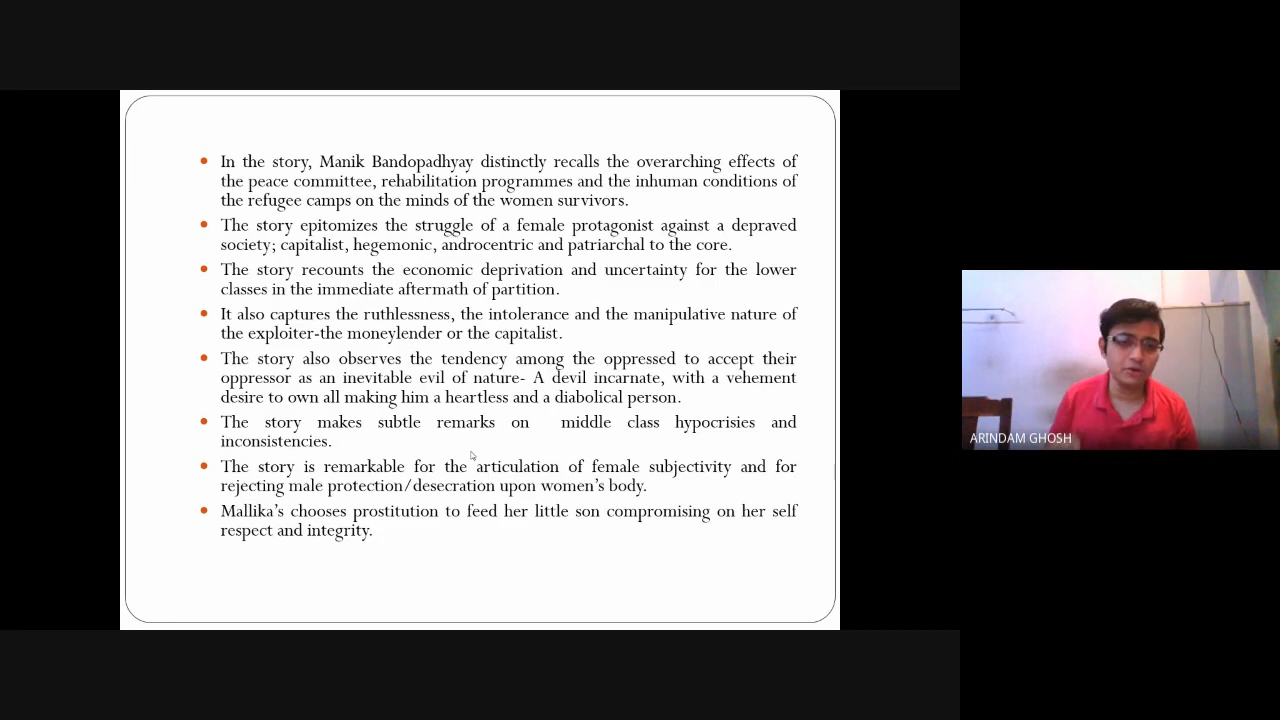 In the story, Manik Bandopadhyay distinctly recalls the overarching effects of
the peace committee, rehabilitation programmes and the inhuman conditions of
the refugee camps on the minds of the women survivors.
The story epitomizes the struggle of a female protagonist against a depraved
society; capitalist, hegemonic, androcentric and patriarchal to the core.
The story recounts the economic deprivation and uncertainty for the lower
classes in the immediate aftermath of partition.
It also captures the ruthlessness, the intolerance and the manipulative nature of
the exploiter-the moneylender or the capitalist.
The story also observes the tendency among the oppressed to accept their
oppressor as an inevitable evil of nature- A devil incarnate, with a vehement
desire to own all making him a heartless and a diabolical person.
The story makes subtle remarks on middle class hypocrisies and
inconsistencies.
The story is remarkable for the articulation of female subjectivity and for
rejecting male protection/desecration upon women's body.
Mallika's chooses prostitution to feed her little son compromising on her self
respect and integrity.
ARINDAM GHOSH